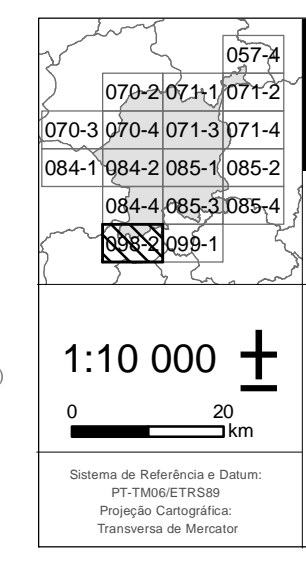 057-4
070-2 071-1 071-2
070-3 070-4 071-3 071-4
084-1 084-2 085-1 085-2
084-4 085-3 085-4
098-2 099-1
1:10 000
0 20
km
Sistema de Referência e Datum:
PT-TM06/ETRS89
Projeção Cartográfica:
Transversa de Mercator
)